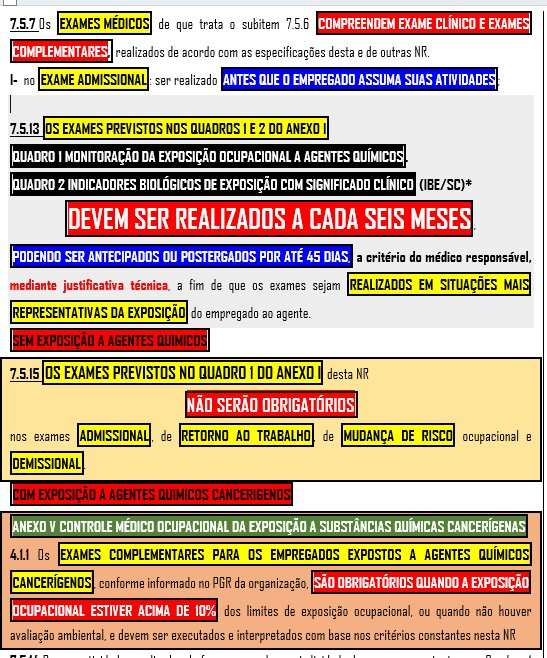 7.5.7 Os EXAMES MÉDICOS de que trata o subitem 7.5.6 COMPREENDEM EXAME CLÍNICO E EXAMES
COMPLEMENTARES, realizados de acordo com as especificações desta e de outras NR.
I- no EXAME ADMISSIONAL: ser realizado ANTES QUE O EMPREGADO ASSUMA SUAS ATIVIDADES;
7.5.13 OS EXAMES PREVISTOS NOS QUADROS 1 E 2 DO ANEXO I
QUADRO 1 MONITORAÇÃO DA EXPOSIÇÃO OCUPACIONAL A AGENTES QUÍMICOS.
QUADRO 2 INDICADORES BIOLÓGICOS DE EXPOSIÇÃO COM SIGNIFICADO CLÍNICO (IBE/SC)*
DEVEM SER REALIZADOS A CADA SEIS MESES,
PODENDO SER ANTECIPADOS OU POSTERGADOS POR ATÉ 45 DIAS, a critério do médico responsável,
mediante justificativa técnica, a fim de que os exames sejam REALIZADOS EM SITUAÇÕES MAIS
REPRESENTATIVAS DA EXPOSIÇÃO do empregado ao agente.
SEM EXPOSIÇÃO A AGENTES QUIMICOS
7.5.15 OS EXAMES PREVISTOS NO QUADRO 1 DO ANEXO I desta NR
NÃO SERÃO OBRIGATÓRIOS
nos exames ADMISSIONAL, de RETORNO AO TRABALHO, de MUDANÇA DE RISCO ocupacional e
DEMISSIONAL.
COM EXPOSIÇÃO A AGENTES QUIMICOS CANCERIGENOS
ANEXO V CONTROLE MÉDICO OCUPACIONAL DA EXPOSIÇÃO A SUBSTÂNCIAS QUÍMICAS CANCERÍGENAS
4.1.1 Os EXAMES COMPLEMENTARES PARA OS EMPREGADOS EXPOSTOS A AGENTES QUÍMICOS
CANCERÍGENOS, conforme informado no PGR da organização, SÃO OBRIGATÓRIOS QUANDO A EXPOSIÇÃO
OCUPACIONAL ESTIVER ACIMA DE 10% dos limites de exposição ocupacional, ou quando não houver
avaliação ambiental, e devem ser executados e interpretados com base nos critérios constantes nesta NR